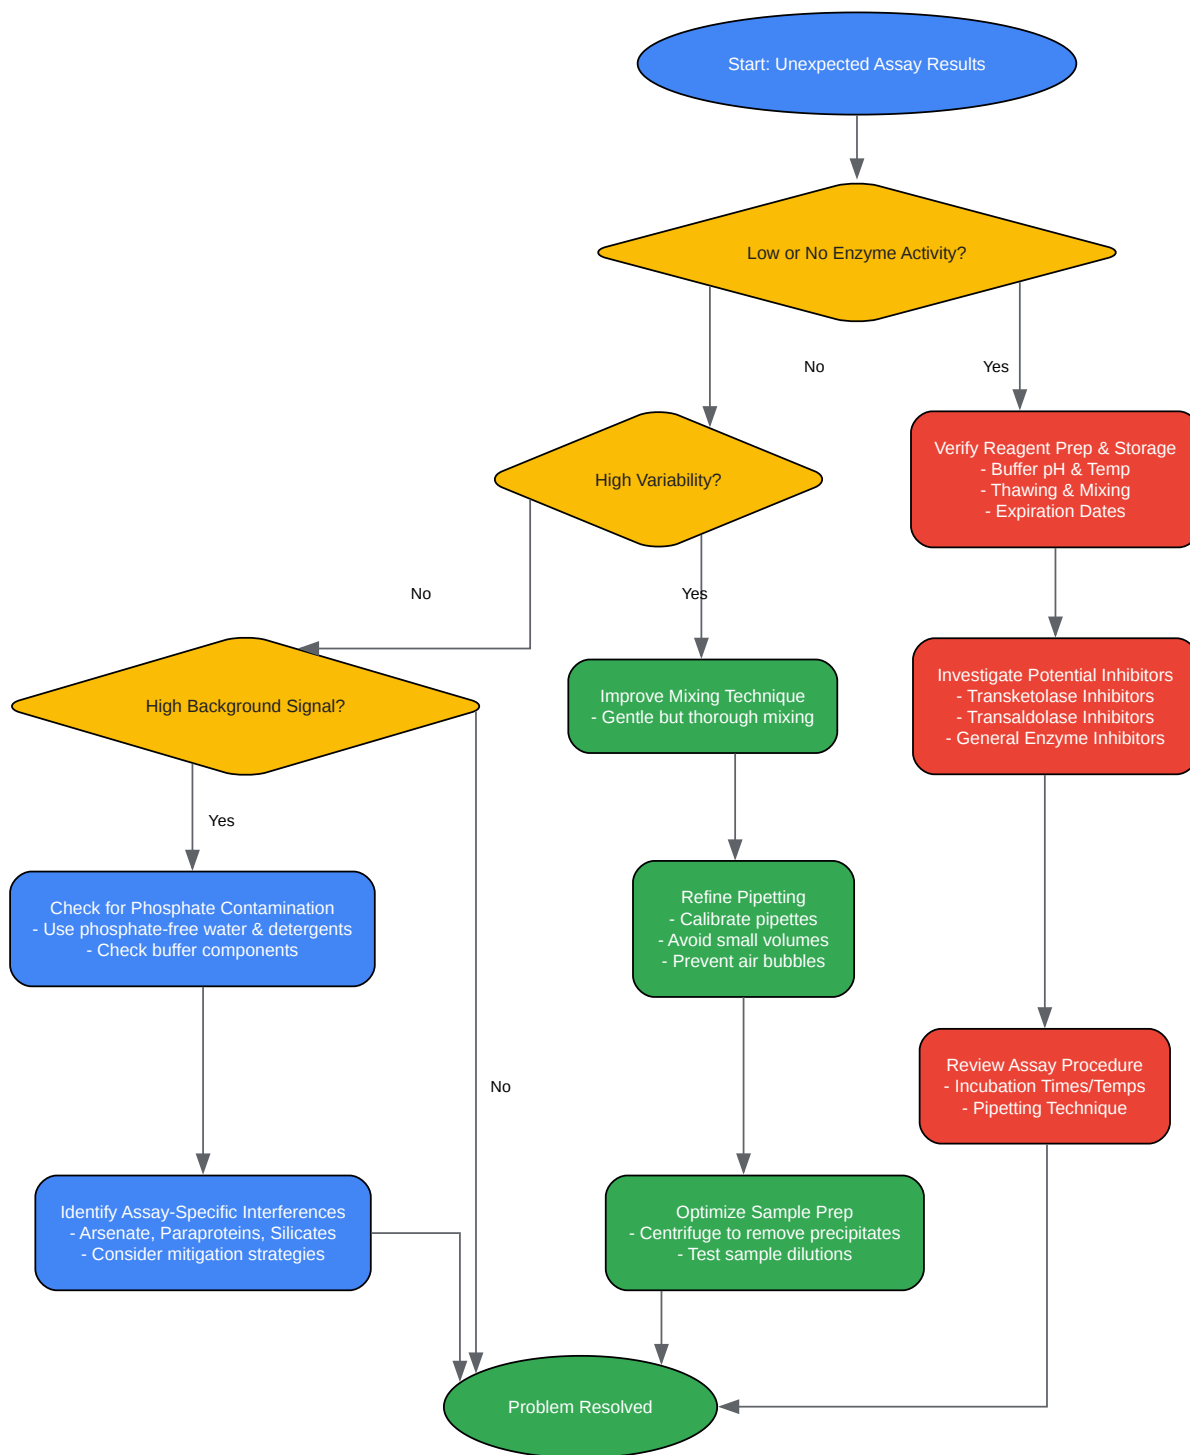 Start: Unexpected Assay Results
Low or No Enzyme Activity?
No
Yes
Verify Reagent Prep & Storage
- Buffer pH & Temp
- Thawing & Mixing
- Expiration Dates
High Variability?
No
Yes
Investigate Potential Inhibitors
- Transketolase Inhibitors
- Transaldolase Inhibitors
- General Enzyme Inhibitors
High Background Signal?
Improve Mixing Technique
- Gentle but thorough mixing
Yes
Check for Phosphate Contamination
- Use phosphate-free water & detergents
- Check buffer components
Refine Pipetting
- Calibrate pipettes
- Avoid small volumes
- Prevent air bubbles
No
Review Assay Procedure
- Incubation Times/Temps
- Pipetting Technique
Identify Assay-Specific Interferences
- Arsenate, Paraproteins, Silicates
- Consider mitigation strategies
Optimize Sample Prep
- Centrifuge to remove precipitates
- Test sample dilutions
Problem Resolved